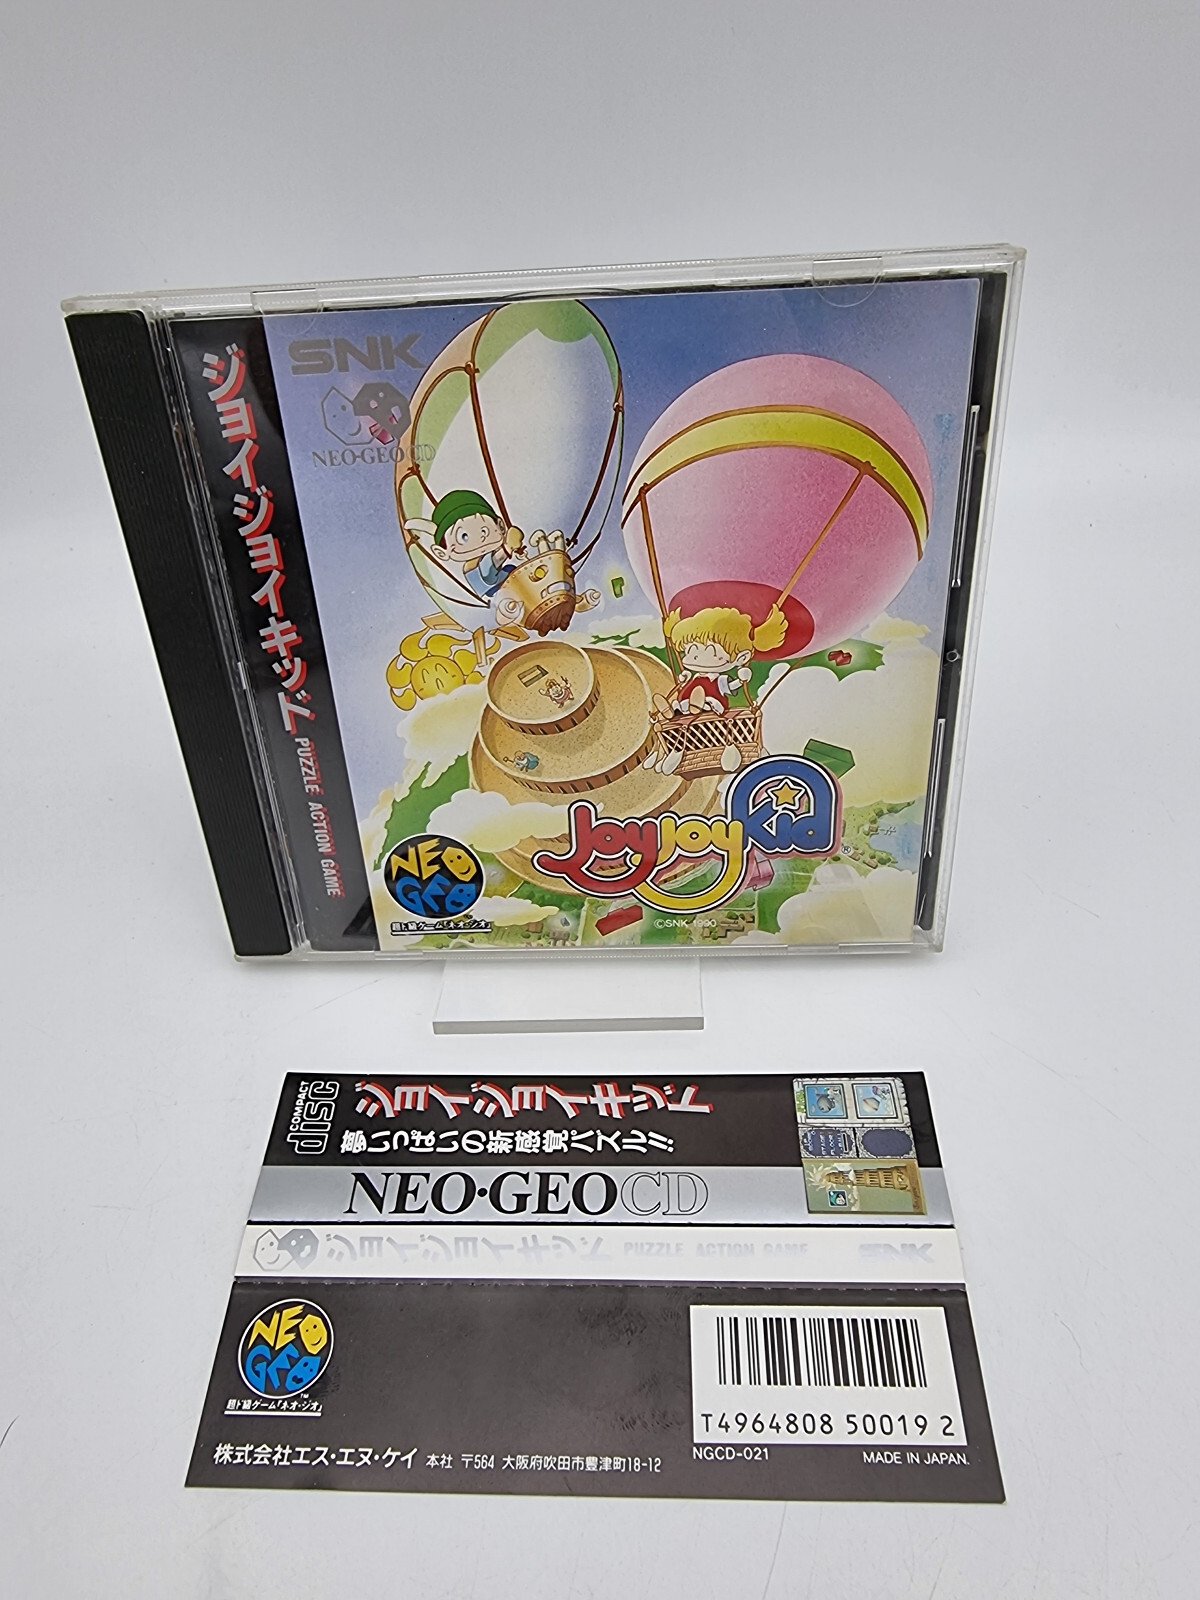 ジョイジョイキッド PUZZLE ACTION GAME
SNK
NEO·GEO CD
JoyJoy Kid ®
NEO
GEO
超ド級ゲーム「ネオ・ジオ」
©SNK 1990
COMPACT
disc
ジョイジョイキッド
夢いっぱいの新感覚パズル!!
NEO·GEO CD
ジョイジョイキッド PUZZLE ACTION GAME SNK
NEO
GEO
TM
超ド級ゲーム「ネオ・ジオ」
T4964808 50019 2
NGCD-021 MADE IN JAPAN.
株式会社エス・エヌ・ケイ 本社 〒564 大阪府吹田市豊津町18-12